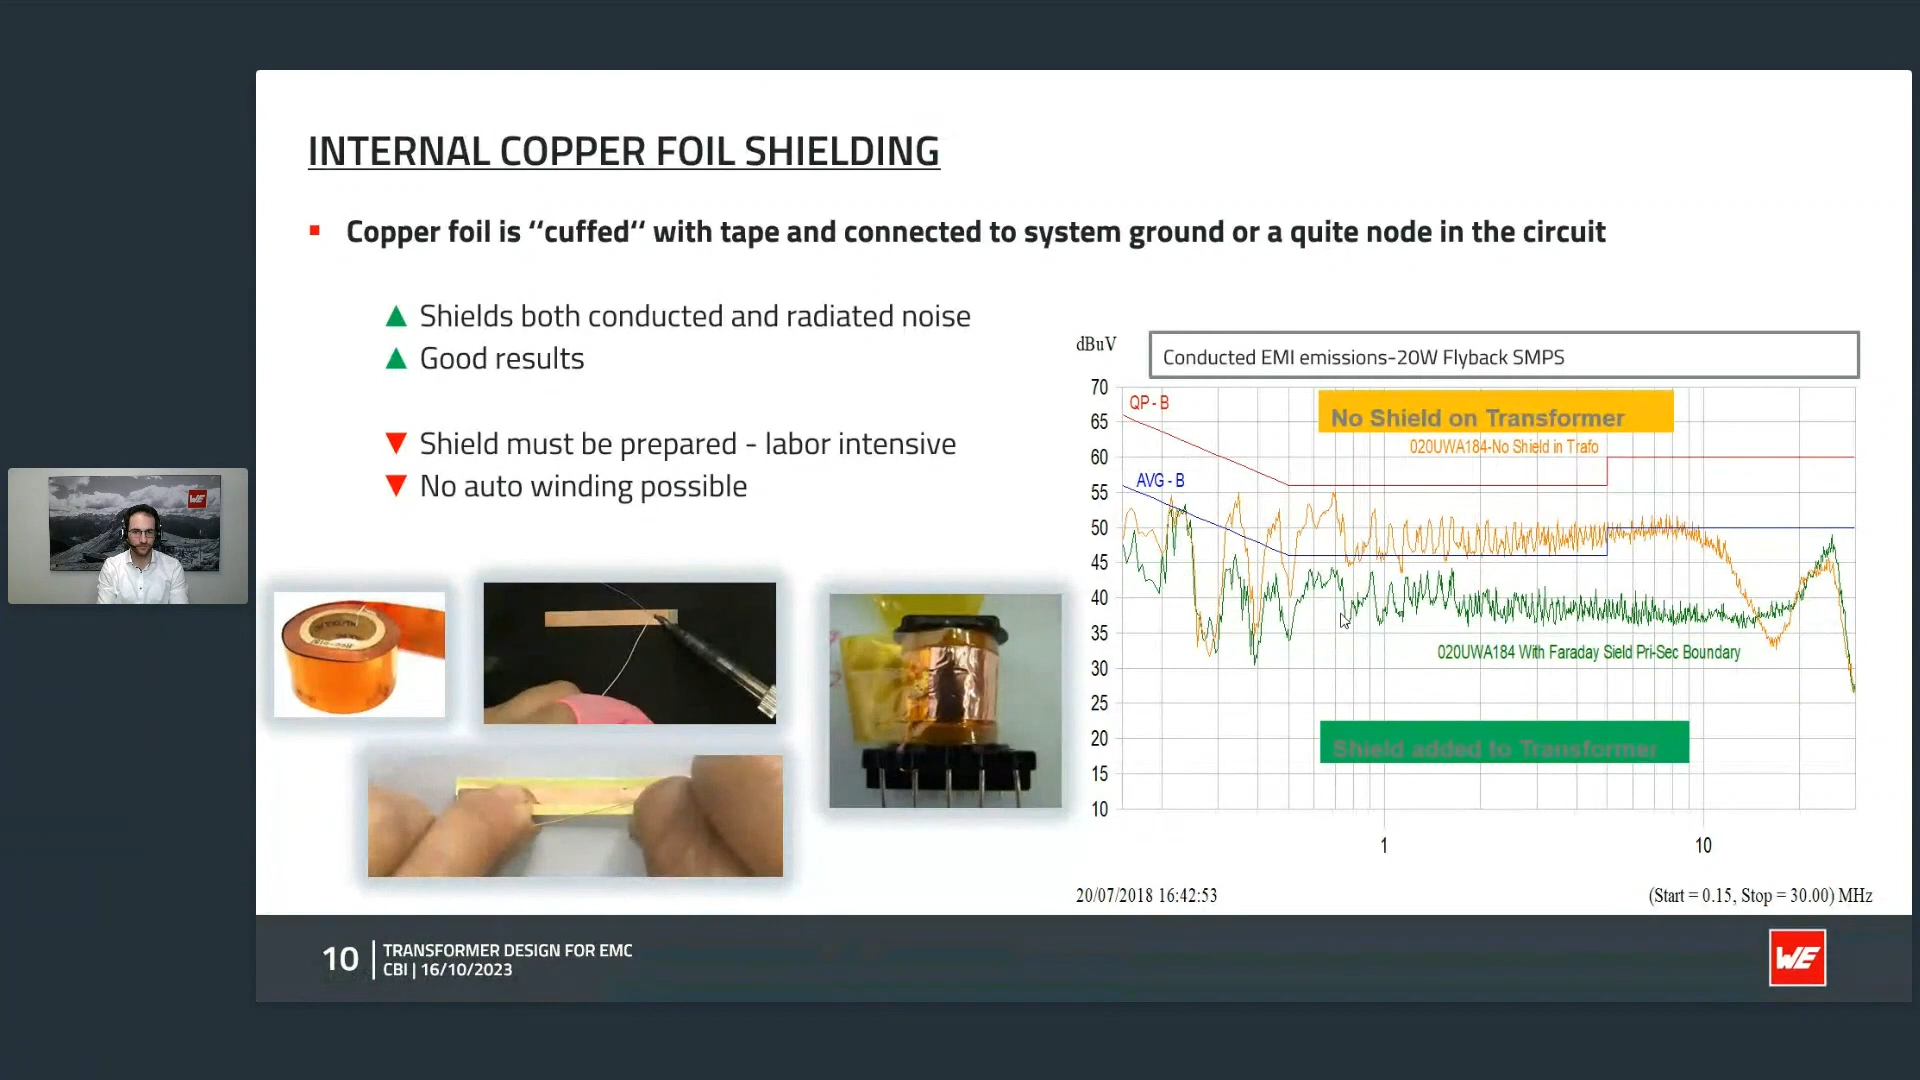 INTERNAL COPPER FOIL SHIELDING
Copper foil is “cuffed“ with tape and connected to system ground or a quite node in the circuit
Shields both conducted and radiated noise
Good results
Shield must be prepared - labor intensive
No auto winding possible
dBuV
Conducted EMI emissions-20W Flyback SMPS
70
65
60
55
50
45
40
35
30
25
20
15
10
QP - B
AVG - B
No Shield on Transformer
020UWA184-No Shield in Trafo
020UWA184 With Faraday Sield Pri-Sec Boundary
Shield added to Transformer
1
10
20/07/2018 16:42:53
(Start = 0.15, Stop = 30.00) MHz
10
TRANSFORMER DESIGN FOR EMC
CBI | 16/10/2023
WE
WE